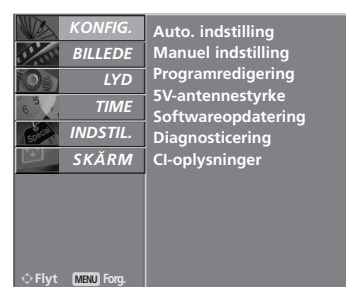 KONFIG.
BILLEDE
LYD
TIME
INDSTIL.
SKÄRM
Auto. indstilling
Manuel indstilling
Programredigering
5V-antennestyrke
Softwareopdatering
Diagnosticering
CI-oplysninger
Flyt MENU Forg.